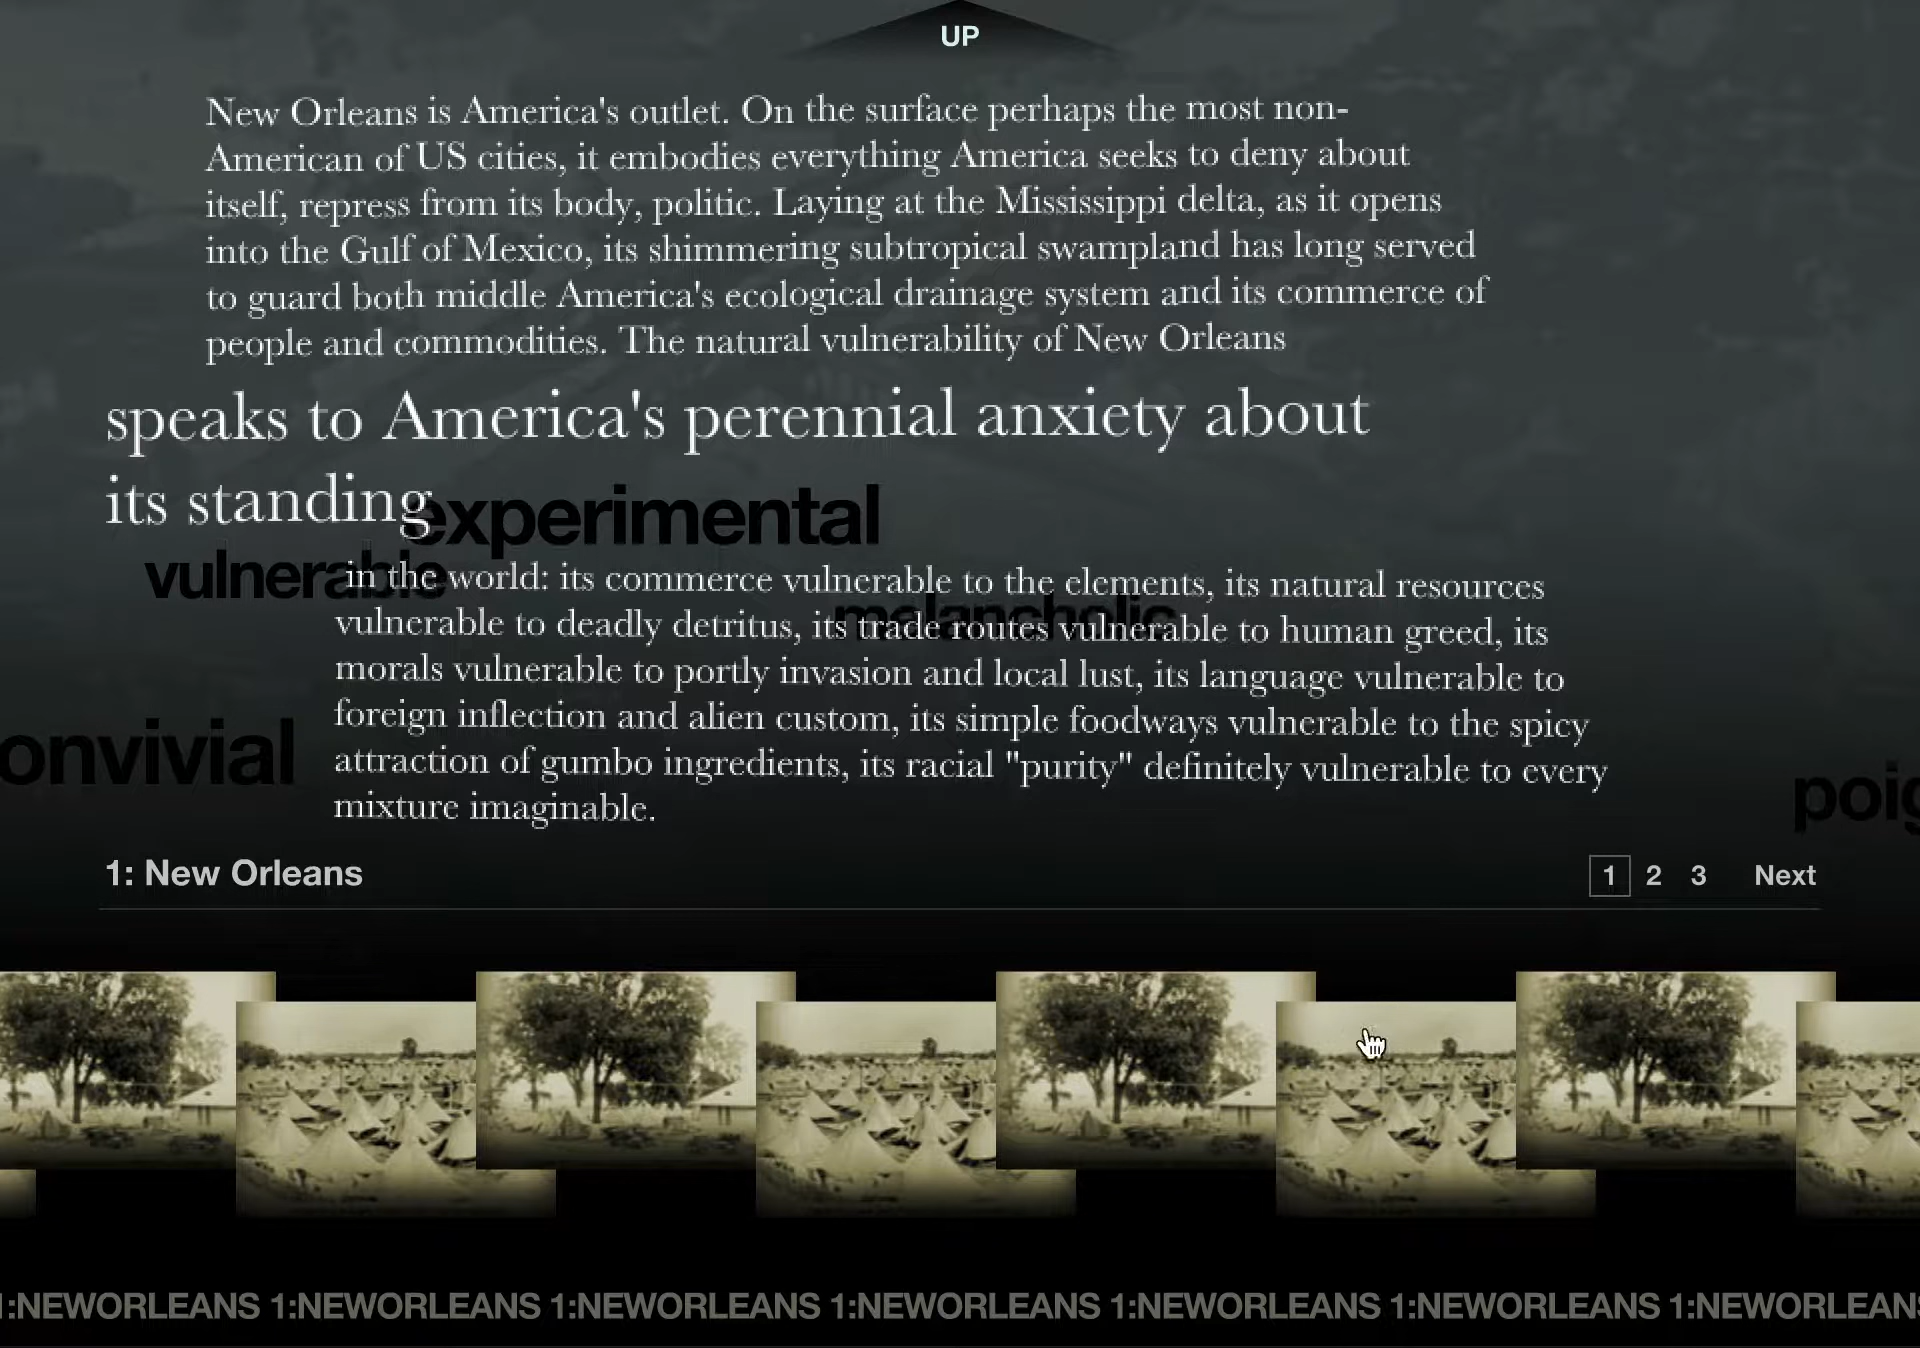 UP
New Orleans is America's outlet. On the surface perhaps the most non-
American of US cities, it embodies everything America seeks to deny about
itself, repress from its body, politic. Laying at the Mississippi delta, as it opens
into the Gulf of Mexico, its shimmering subtropical swampland has long served
to guard both middle America's ecological drainage system and its commerce of
people and commodities. The natural vulnerability of New Orleans
speaks to America's perennial anxiety about
its standing
experimental
vulnerable
in the world: its commerce vulnerable to the elements, its natural resources
melancholic
vulnerable to deadly detritus, its trade routes vulnerable to human greed, its
morals vulnerable to portly invasion and local lust, its language vulnerable to
foreign inflection and alien custom, its simple foodways vulnerable to the spicy
onvivial
attraction of gumbo ingredients, its racial "purity" definitely vulnerable to every
poig
mixture imaginable.
1: New Orleans
1 2 3 Next
1:NEWORLEANS 1:NEWORLEANS 1:NEWORLEANS 1:NEWORLEANS 1:NEWORLEANS 1:NEWORLEANS 1:NEWORLEANS